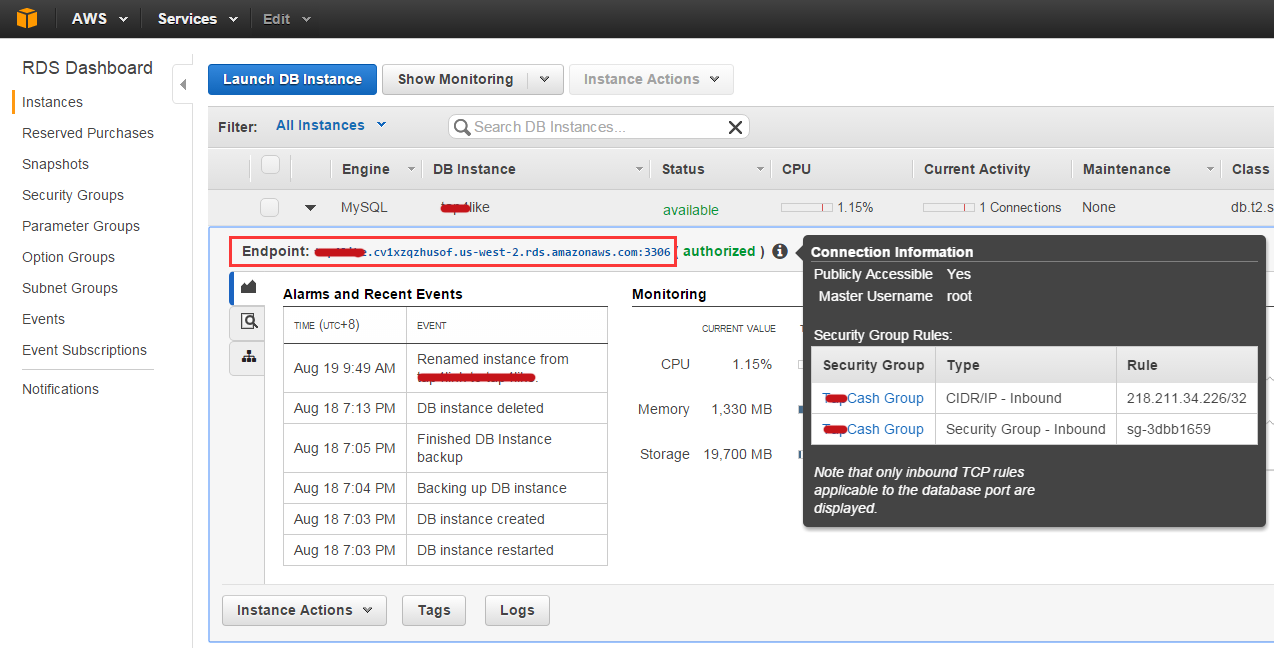 AWS Services Edit
RDS Dashboard
Instances
Reserved Purchases
Snapshots
Security Groups
Parameter Groups
Option Groups
Subnet Groups
Events
Event Subscriptions
Notifications
Launch DB Instance Show Monitoring Instance Actions
Filter: All Instances Search DB Instances...
Engine DB Instance Status CPU Current Activity Maintenance Class
MySQL like available 1.15% 1 Connections None db.t2.s
Endpoint: .cv1xzqzhusof.us-west-2.rds.amazonaws.com:3306 authorized )
Alarms and Recent Events
TIME (UTC+8) EVENT
Aug 19 9:49 AM Renamed instance from
Aug 18 7:13 PM DB instance deleted
Aug 18 7:05 PM Finished DB Instance
backup
Aug 18 7:04 PM Backing up DB instance
Aug 18 7:03 PM DB instance created
Aug 18 7:03 PM DB instance restarted
Monitoring
CURRENT VALUE
CPU 1.15%
Memory 1,330 MB
Storage 19,700 MB
Connection Information
Publicly Accessible Yes
Master Username root
Security Group Rules:
Security Group Type Rule
Cash Group CIDR/IP - Inbound 218.211.34.226/32
Cash Group Security Group - Inbound sg-3dbb1659
Note that only inbound TCP rules
applicable to the database port are
displayed.
Instance Actions Tags Logs